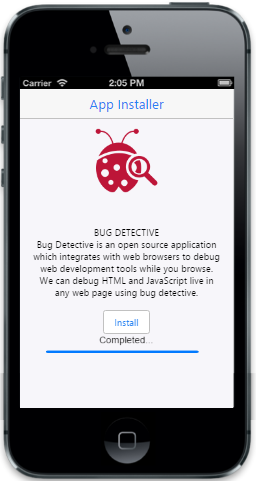 Carrier 2:05 PM
App Installer
BUG DETECTIVE
Bug Detective is an open source application
which integrates with web browsers to debug
web development tools while you browse.
We can debug HTML and JavaScript live in
any web page using bug detective.
Install
Completed...